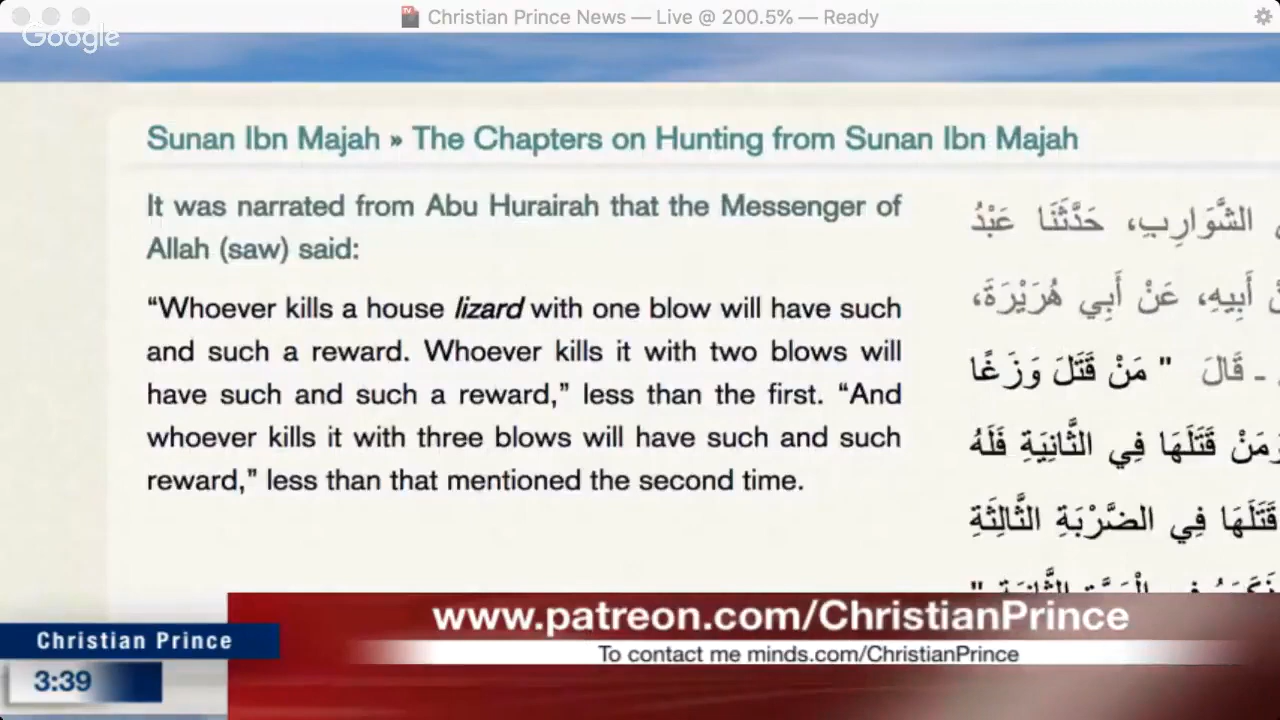 Christian Prince News — Live @ 200.5% — Ready
Google
Sunan Ibn Majah » The Chapters on Hunting from Sunan Ibn Majah
It was narrated from Abu Hurairah that the Messenger of
Allah (saw) said:
“Whoever kills a house lizard with one blow will have such
and such a reward. Whoever kills it with two blows will
have such and such a reward,” less than the first. “And
whoever kills it with three blows will have such and such
reward,” less than that mentioned the second time.
الشَّوَارِبِ، حَدَّثَنَا عَبْدُ
أَبِيهِ، عَنْ أَبِي هُرَيْرَةَ،
ـ قَالَ " مَنْ قَتَلَ وَزَغًا
وَمَنْ قَتَلَهَا فِي الثَّانِيَةِ فَلَهُ
قَتَلَهَا فِي الضَّرْبَةِ الثَّالِثَةِ
www.patreon.com/ChristianPrince
Christian Prince
To contact me minds.com/ChristianPrince
3:39